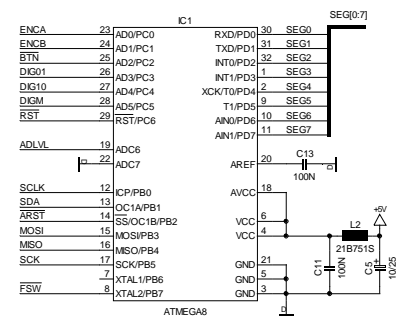 IC1
SEG[0:7]
ENCA 23 AD0/PC0 RXD/PD0 30 SEG0
ENCB 24 AD1/PC1 TXD/PD1 31 SEG1
BTN 25 AD2/PC2 INT0/PD2 32 SEG2
DIG01 26 AD3/PC3 INT1/PD3 1 SEG3
DIG10 27 AD4/PC4 XCK/T0/PD4 2 SEG4
DIGM 28 AD5/PC5 T1/PD5 9 SEG5
RST 29 RST/PC6 AIN0/PD6 10 SEG6
AIN1/PD7 11 SEG7
ADLVL 19 ADC6
22 ADC7 AREF 20 C13 100N
SCLK 12 ICP/PB0 AVCC 18
SDA 13 OC1A/PB1
ARST 14 SS/OC1B/PB2 VCC 6 L2 +5V
MOSI 15 MOSI/PB3 VCC 4 21B751S
MISO 16 MISO/PB4
SCK 17 SCK/PB5 GND 21
7 XTAL1/PB6 GND 5 C11 100N C5 10/25
FSW 8 XTAL2/PB7 GND 3
ATMEGA8